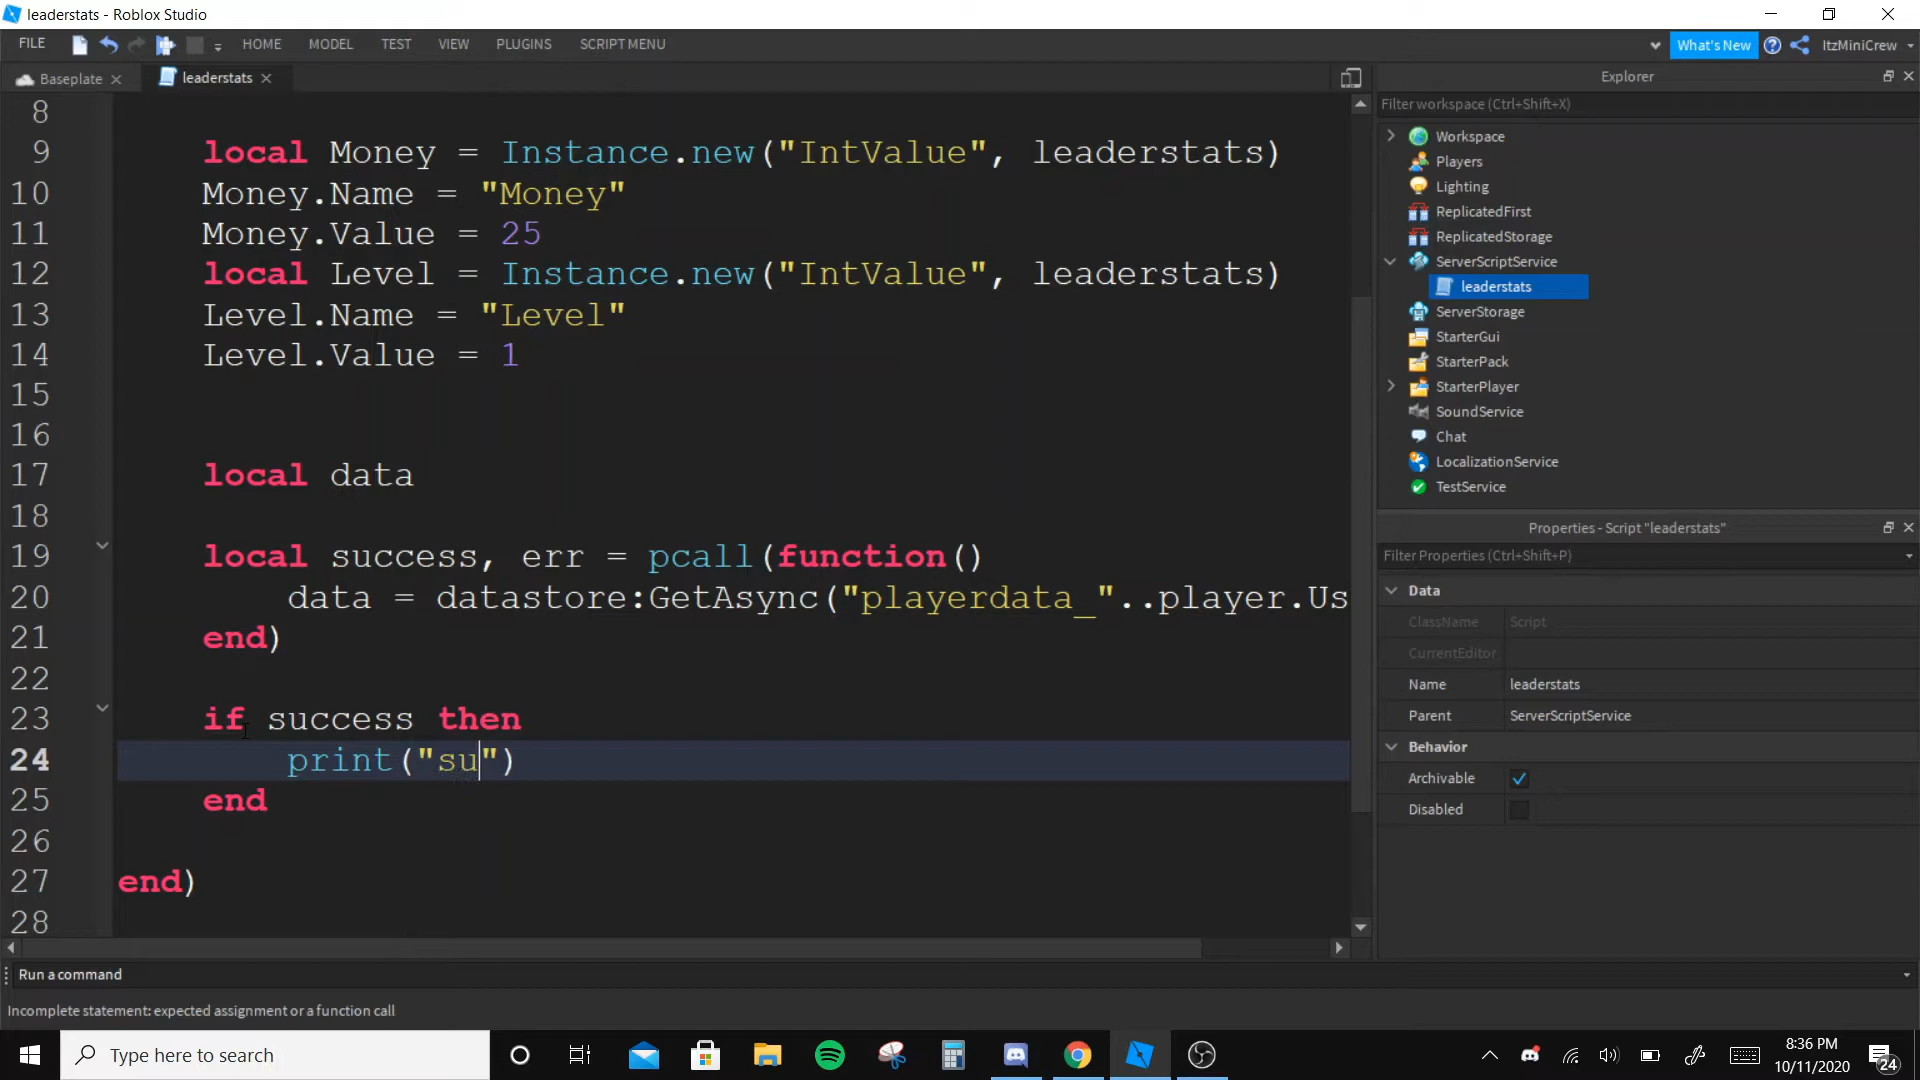 leaderstats - Roblox Studio
FILE HOME MODEL TEST VIEW PLUGINS SCRIPT MENU What's New ItzMiniCrew
Baseplate leaderstats
8
9 local Money = Instance.new("IntValue", leaderstats)
10 Money.Name = "Money"
11 Money.Value = 25
12 local Level = Instance.new("IntValue", leaderstats)
13 Level.Name = "Level"
14 Level.Value = 1
15
16
17 local data
18
19 local success, err = pcall(function()
20 data = datastore:GetAsync("playerdata_"..player.Us
21 end)
22
23 if success then
24 print("su")
25 end
26
27 end)
28
Explorer
Filter workspace (Ctrl+Shift+X)
Workspace
Players
Lighting
ReplicatedFirst
ReplicatedStorage
ServerScriptService
leaderstats
ServerStorage
StarterGui
StarterPack
StarterPlayer
SoundService
Chat
LocalizationService
TestService
Properties - Script "leaderstats"
Filter Properties (Ctrl+Shift+P)
Data
ClassName Script
CurrentEditor
Name leaderstats
Parent ServerScriptService
Behavior
Archivable
Disabled
Run a command
Incomplete statement: expected assignment or a function call
Type here to search
8:36 PM
10/11/2020
24